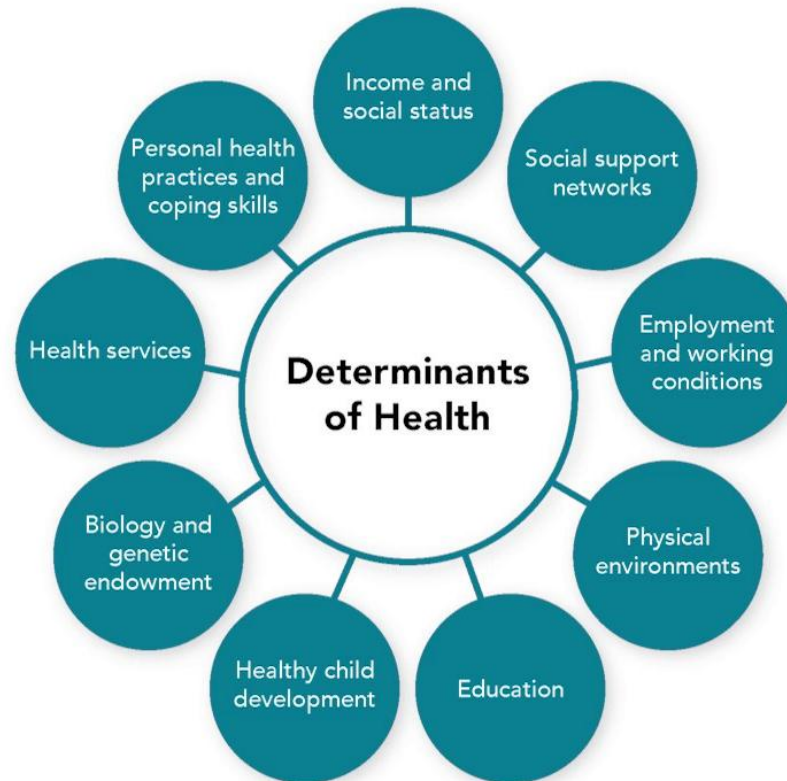 Determinants
of Health
Income and
social status
Social support
networks
Employment
and working
conditions
Physical
environments
Education
Healthy child
development
Biology and
genetic
endowment
Health services
Personal health
practices and
coping skills